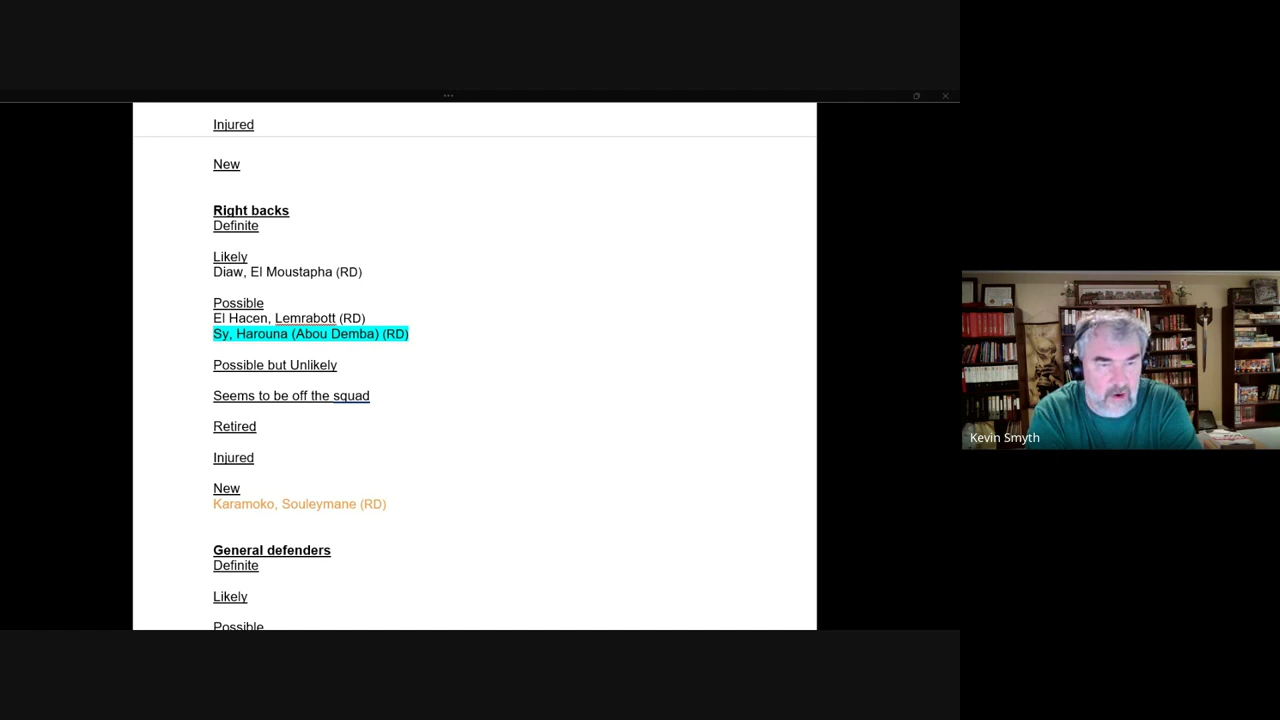 Injured
New
Right backs
Definite
Likely
Diaw, El Moustapha (RD)
Possible
El Hacen, Lemrabott (RD)
Sy, Harouna (Abou Demba) (RD)
Possible but Unlikely
Seems to be off the squad
Retired
Injured
New
Karamoko, Souleymane (RD)
General defenders
Definite
Likely
Possible
Kevin Smyth